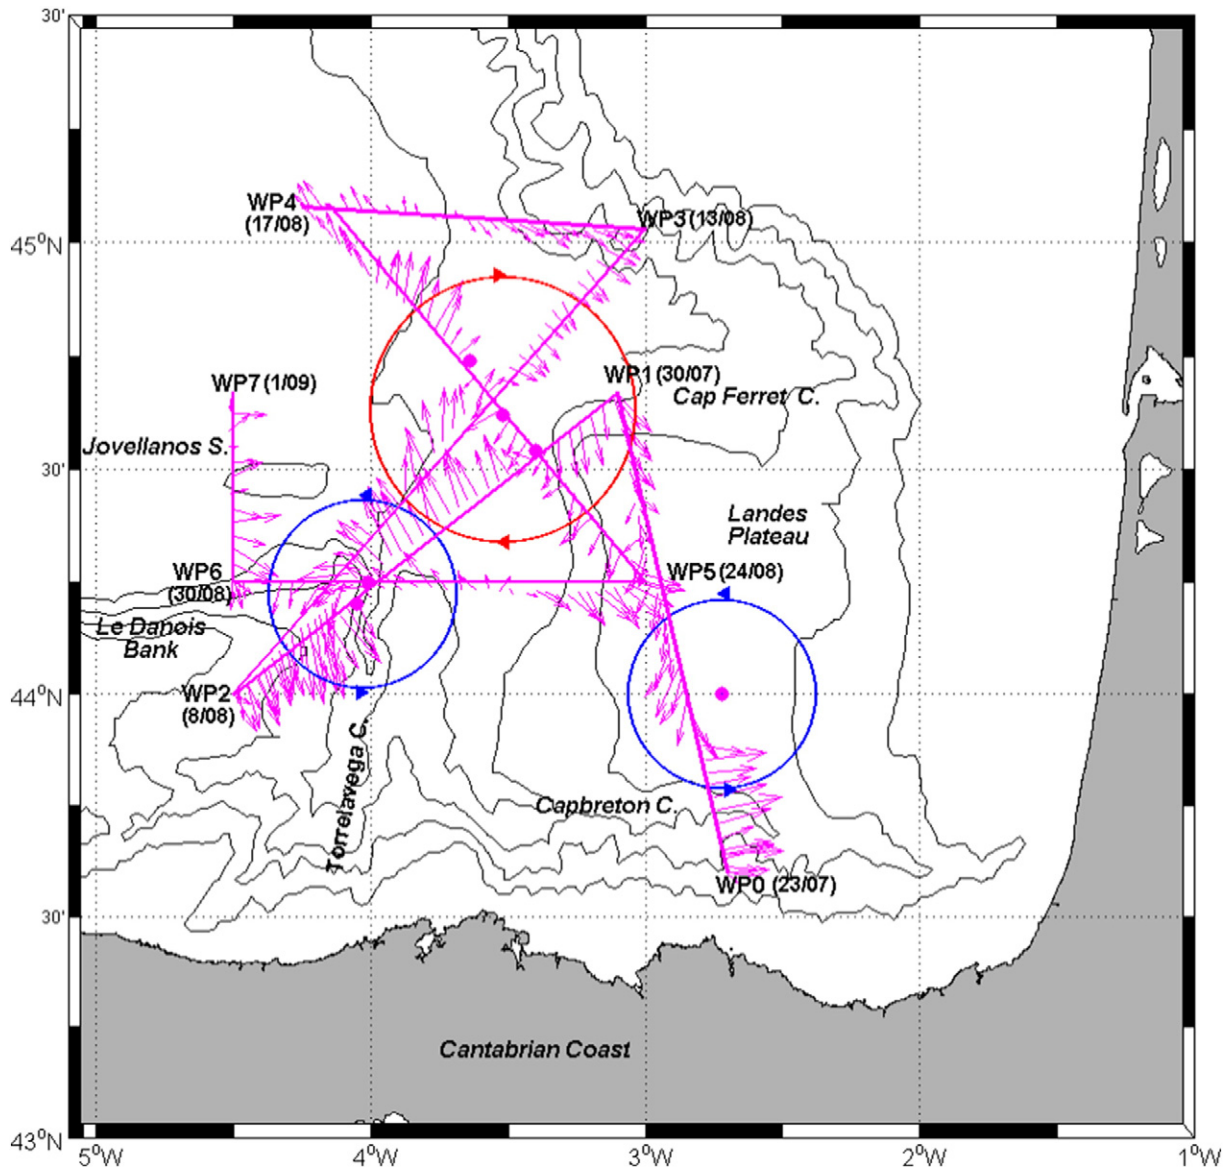 30'
WP4
(17/08)
WP3 (13/08)
45°N
WP7 (1/09)
WP1 (30/07)
Cap Ferret C.
Jovellanos S.
30'
Landes
Plateau
WP6
(30/08)
WP5 (24/08)
Le Danois
Bank
44°N
WP2
(8/08)
Torrelavega C.
Capbreton C.
WP0 (23/07)
30'
Cantabrian Coast
43°N
5°W
4°W
3°W
2°W
1°W